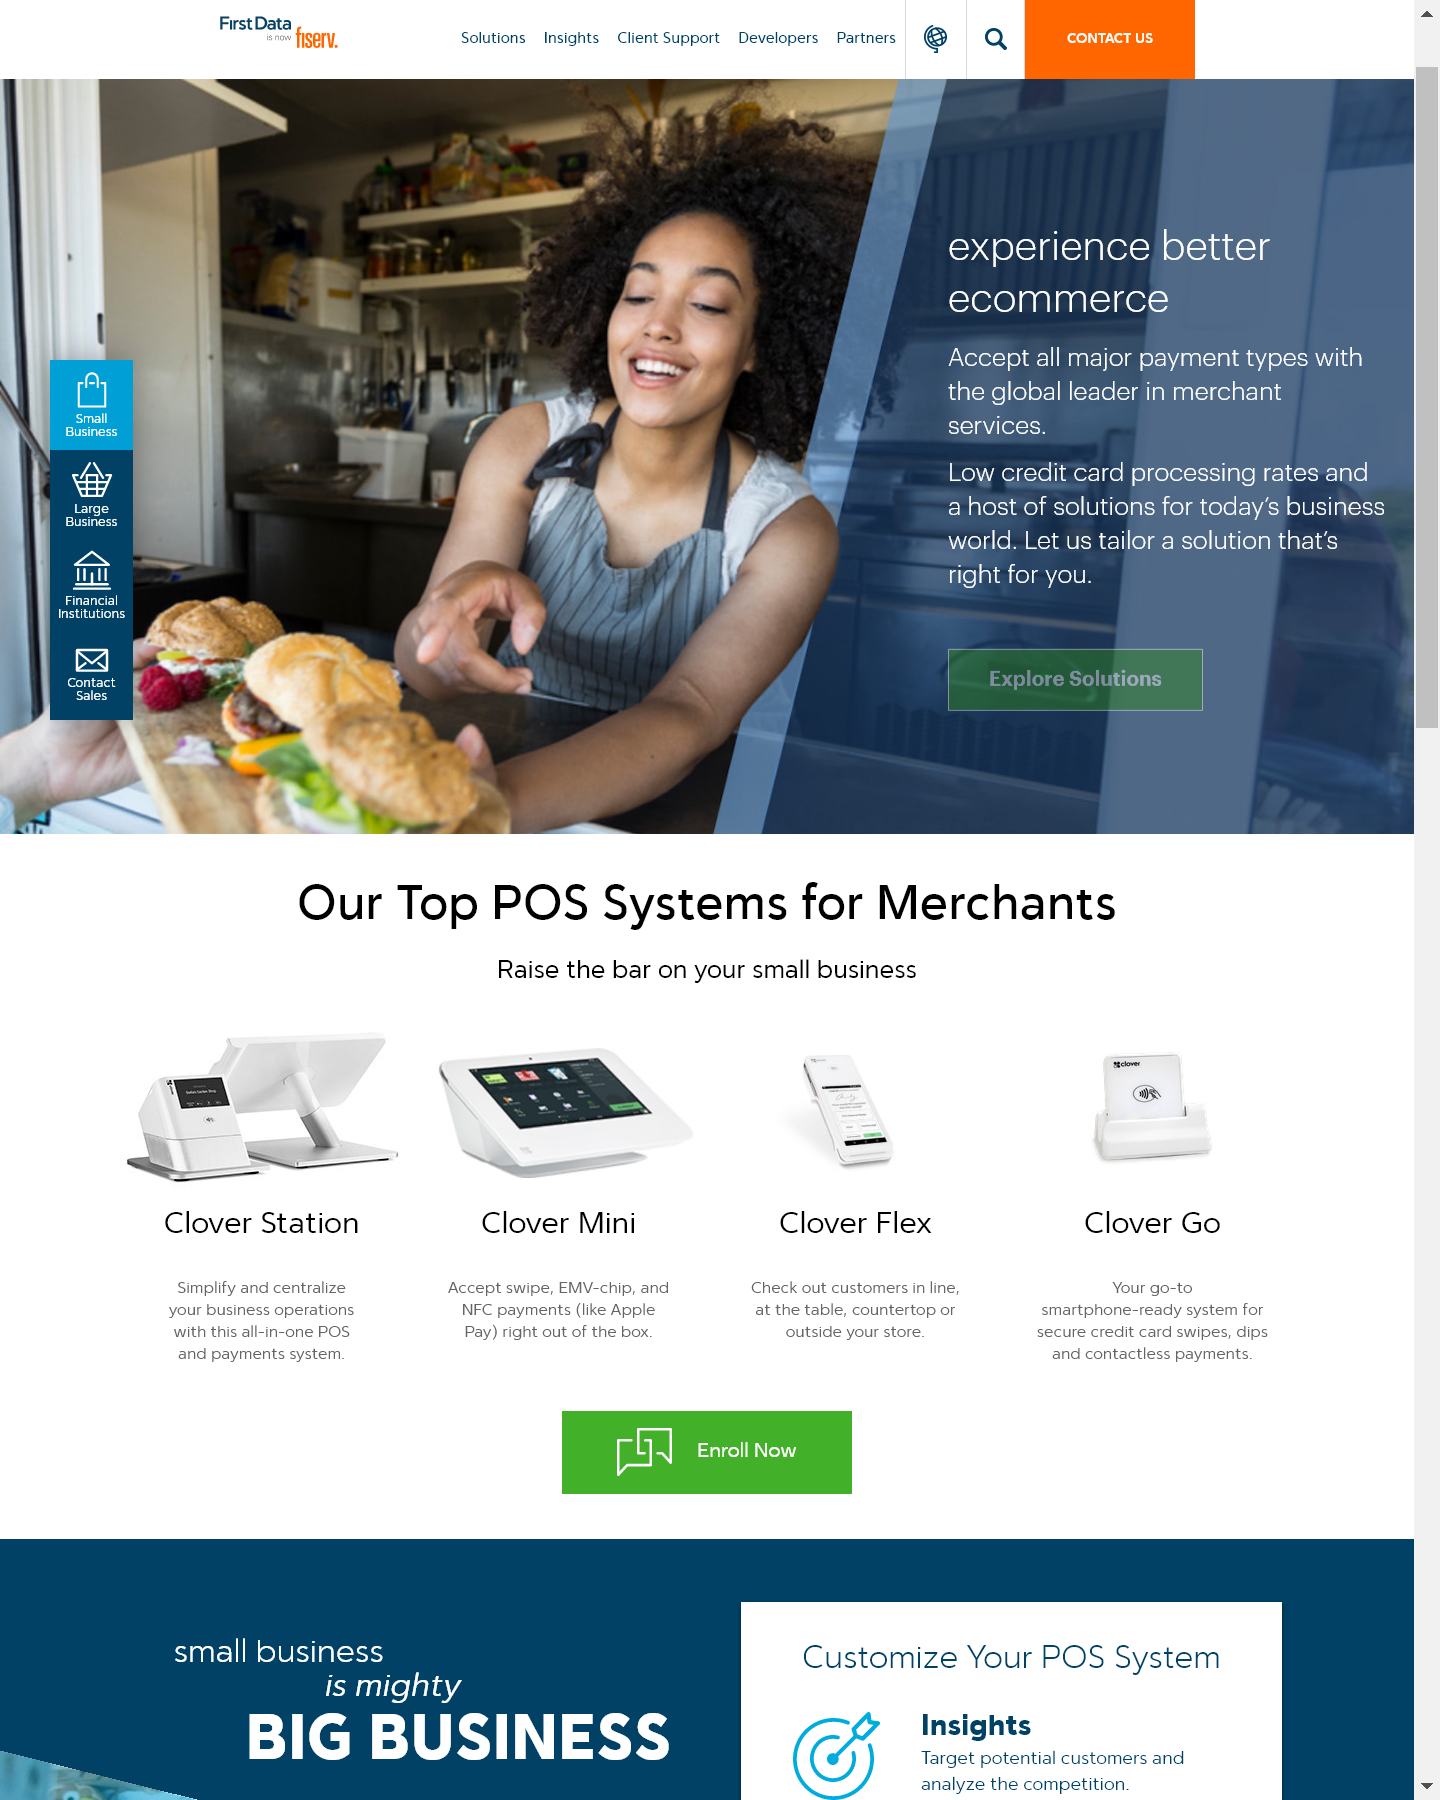 First Data
is now fiserv.
Solutions
Insights
Client Support
Developers
Partners
CONTACT US
experience better
ecommerce
Accept all major payment types with
the global leader in merchant
services.
Low credit card processing rates and
a host of solutions for today's business
world. Let us tailor a solution that's
right for you.
Explore Solutions
Small
Business
Large
Business
Financial
Institutions
Contact
Sales
Our Top POS Systems for Merchants
Raise the bar on your small business
clover
Clover Station
Simplify and centralize
your business operations
with this all-in-one POS
and payments system.
Clover Mini
Accept swipe, EMV-chip, and
NFC payments (like Apple
Pay) right out of the box.
Clover Flex
Check out customers in line,
at the table, countertop or
outside your store.
Clover Go
Your go-to
smartphone-ready system for
secure credit card swipes, dips
and contactless payments.
Enroll Now
small business
is mighty
BIG BUSINESS
Customize Your POS System
Insights
Target potential customers and
analyze the competition.